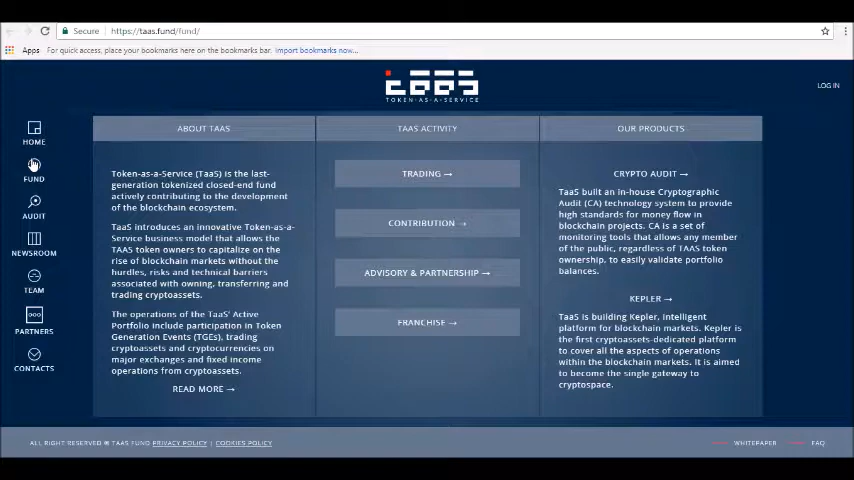 Secure
https://taas.fund/fund/
Apps
For quick access, place your bookmarks here on the bookmarks bar. Import bookmarks now...
taas
TOKEN-AS-A-SERVICE
LOG IN
HOME
FUND
AUDIT
NEWSROOM
TEAM
PARTNERS
CONTACTS
ABOUT TAAS
Token-as-a-Service (TaaS) is the last-
generation tokenized closed-end fund
actively contributing to the development
of the blockchain ecosystem.
TaaS introduces an innovative Token-as-a-
Service business model that allows the
TAAS token owners to capitalize on the
rise of blockchain markets without the
hurdles, risks and technical barriers
associated with owning, transferring and
trading cryptoassets.
The operations of the TaaS' Active
Portfolio include participation in Token
Generation Events (TGEs), trading
cryptoassets and cryptocurrencies on
major exchanges and fixed income
operations from cryptoassets.
READ MORE →
TAAS ACTIVITY
TRADING →
CONTRIBUTION →
ADVISORY & PARTNERSHIP →
FRANCHISE →
OUR PRODUCTS
CRYPTO AUDIT →
TaaS built an in-house Cryptographic
Audit (CA) technology system to provide
high standards for money flow in
blockchain projects. CA is a set of
monitoring tools that allows any member
of the public, regardless of TAAS token
ownership, to easily validate portfolio
balances.
KEPLER →
TaaS is building Kepler, intelligent
platform for blockchain markets. Kepler is
the first cryptoassets-dedicated platform
to cover all the aspects of operations
within the blockchain markets. It is aimed
to become the single gateway to
cryptospace.
ALL RIGHT RESERVED ® TAAS FUND PRIVACY POLICY | COOKIES POLICY
WHITEPAPER
FAQ